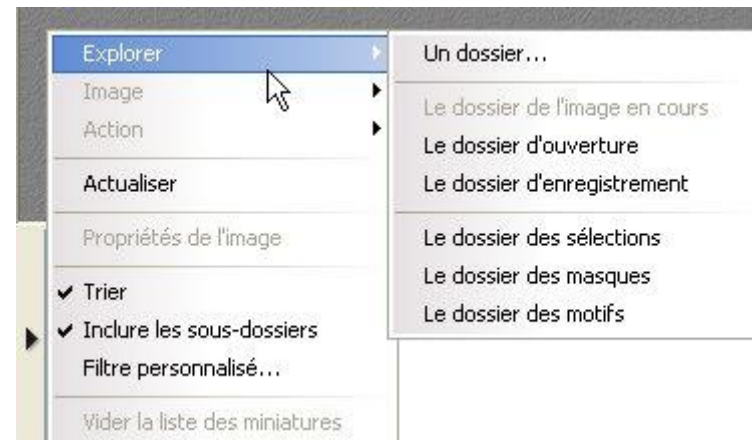 Explorer
Image
Action
Actualiser
Propriétés de l'image
Trier
Inclure les sous-dossiers
Filtre personnalisé...
Vider la liste des miniatures
Un dossier...
Le dossier de l'image en cours
Le dossier d'ouverture
Le dossier d'enregistrement
Le dossier des sélections
Le dossier des masques
Le dossier des motifs